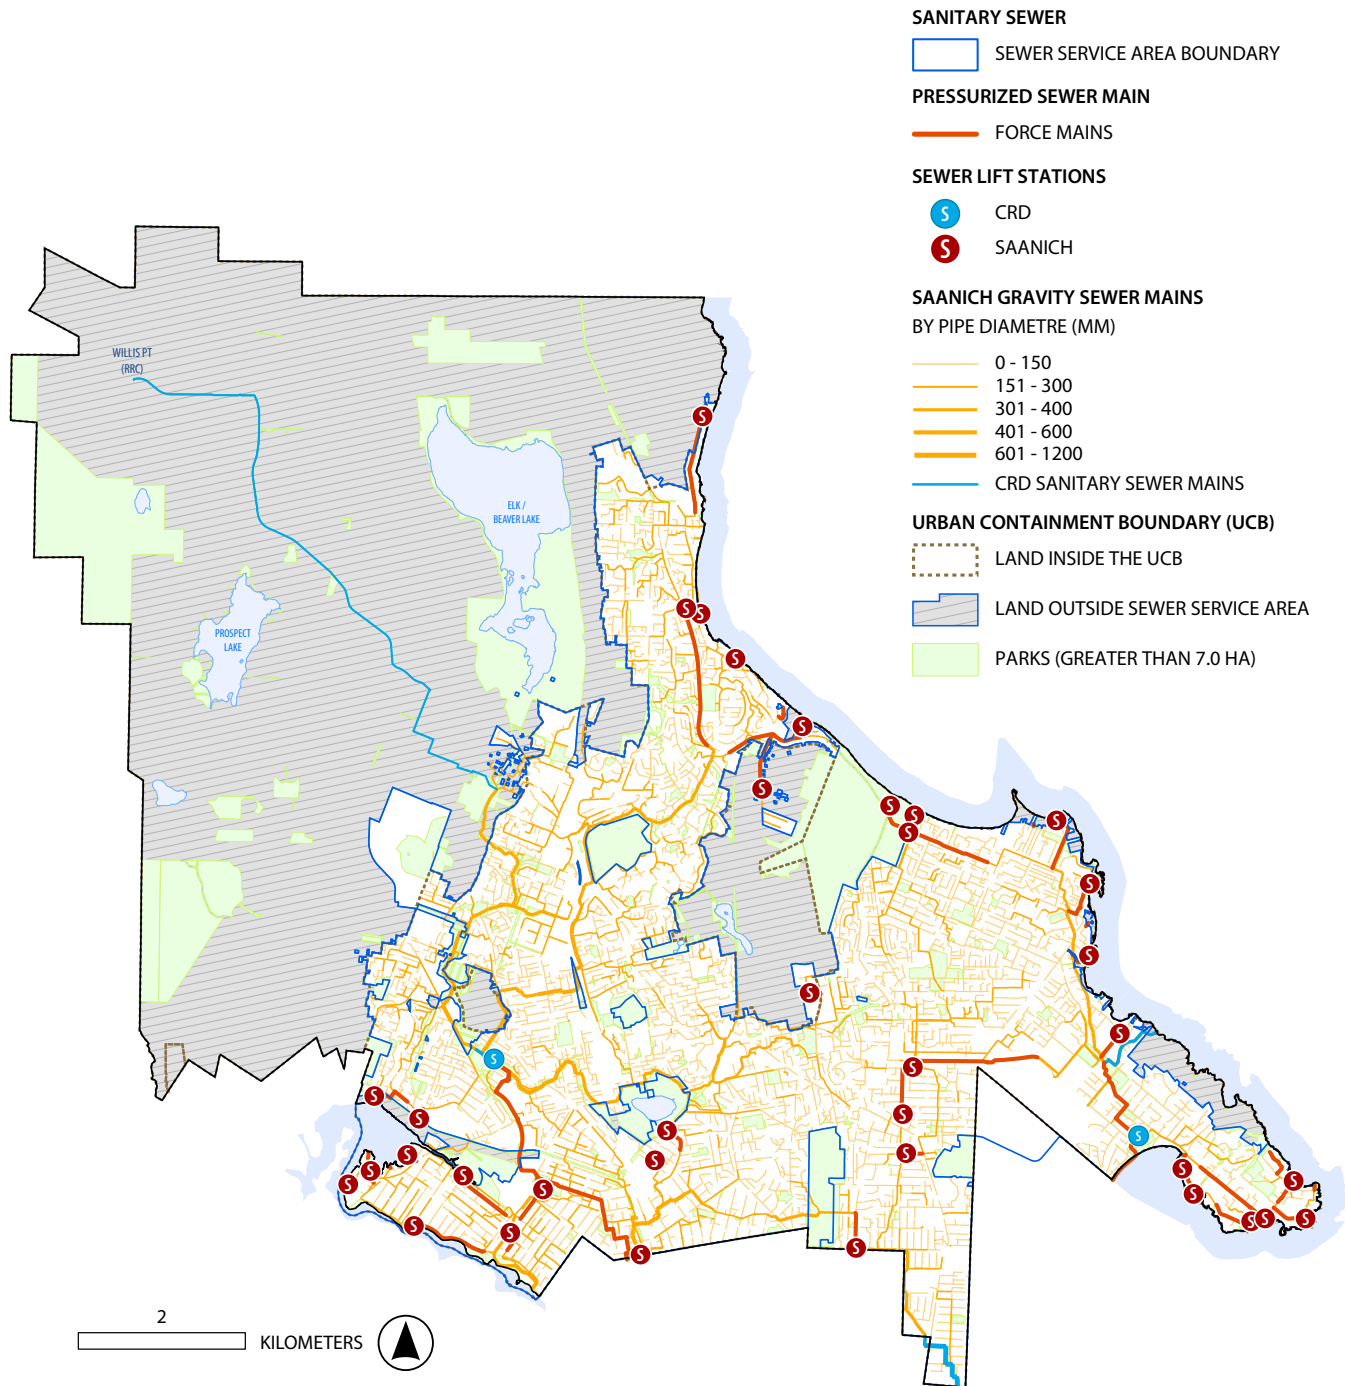 SANITARY SEWER
SEWER SERVICE AREA BOUNDARY
PRESSURIZED SEWER MAIN
FORCE MAINS
SEWER LIFT STATIONS
S CRD
S SAANICH
SAANICH GRAVITY SEWER MAINS
BY PIPE DIAMETRE (MM)
0 - 150
151 - 300
301 - 400
401 - 600
601 - 1200
CRD SANITARY SEWER MAINS
URBAN CONTAINMENT BOUNDARY (UCB)
LAND INSIDE THE UCB
LAND OUTSIDE SEWER SERVICE AREA
PARKS (GREATER THAN 7.0 HA)
WILLIS PT
(RRC)
ELK /
BEAVER LAKE
PROSPECT
LAKE
2
KILOMETERS